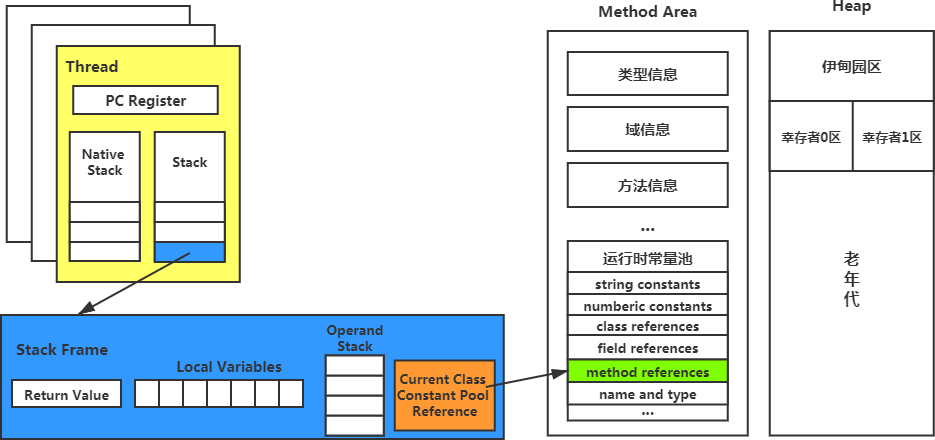 Thread
PC Register
Native
Stack
Stack
Stack Frame
Return Value
Local Variables
Operand
Stack
Current Class
Constant Pool
Reference
Method Area
类型信息
域信息
方法信息
...
运行时常量池
string constants
numberic constants
class references
field references
method references
name and type
...
Heap
伊甸园区
幸存者0区
幸存者1区
老
年
代